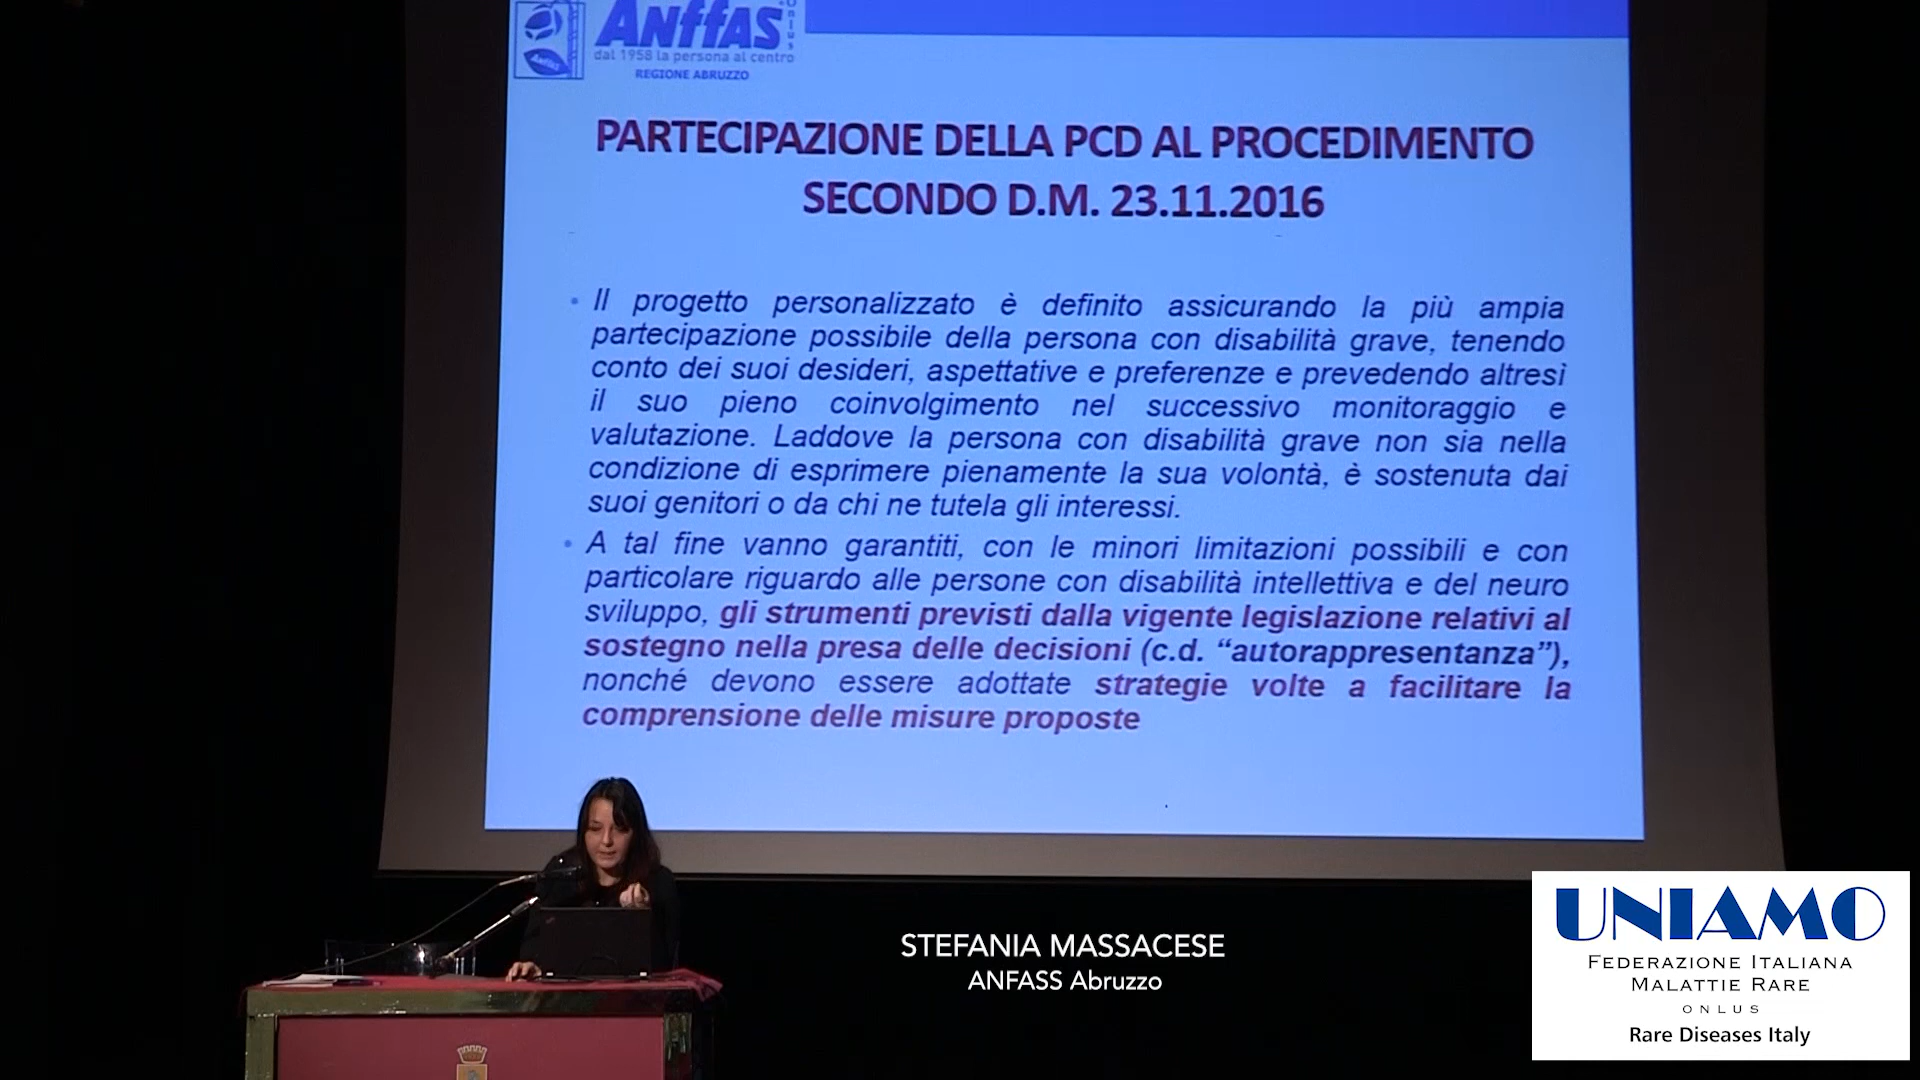 ANffAS
Onlus
dal 1958 la persona al centro
REGIONE ABRUZZO
PARTECIPAZIONE DELLA PCD AL PROCEDIMENTO
SECONDO D.M. 23.11.2016
• Il progetto personalizzato è definito assicurando la più ampia
partecipazione possibile della persona con disabilità grave, tenendo
conto dei suoi desideri, aspettative e preferenze e prevedendo altresì
il suo pieno coinvolgimento nel successivo monitoraggio e
valutazione. Laddove la persona con disabilità grave non sia nella
condizione di esprimere pienamente la sua volontà, è sostenuta dai
suoi genitori o da chi ne tutela gli interessi.
• A tal fine vanno garantiti, con le minori limitazioni possibili e con
particolare riguardo alle persone con disabilità intellettiva e del neuro
sviluppo, gli strumenti previsti dalla vigente legislazione relativi al
sostegno nella presa delle decisioni (c.d. “autorappresentanza”),
nonché devono essere adottate strategie volte a facilitare la
comprensione delle misure proposte
STEFANIA MASSACESE
ANFASS Abruzzo
UNIAMO
FEDERAZIONE ITALIANA
MALATTIE RARE
ONLUS
Rare Diseases Italy